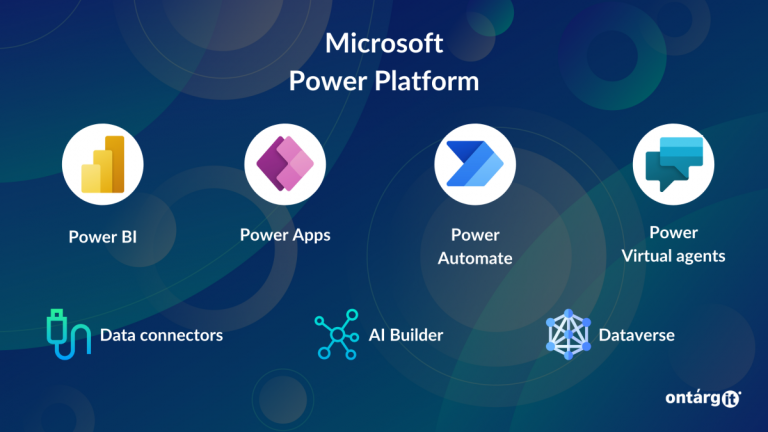 Microsoft
Power Platform
Power BI
Power Apps
Power
Automate
Power
Virtual agents
Data connectors
AI Builder
Dataverse
ontárgit